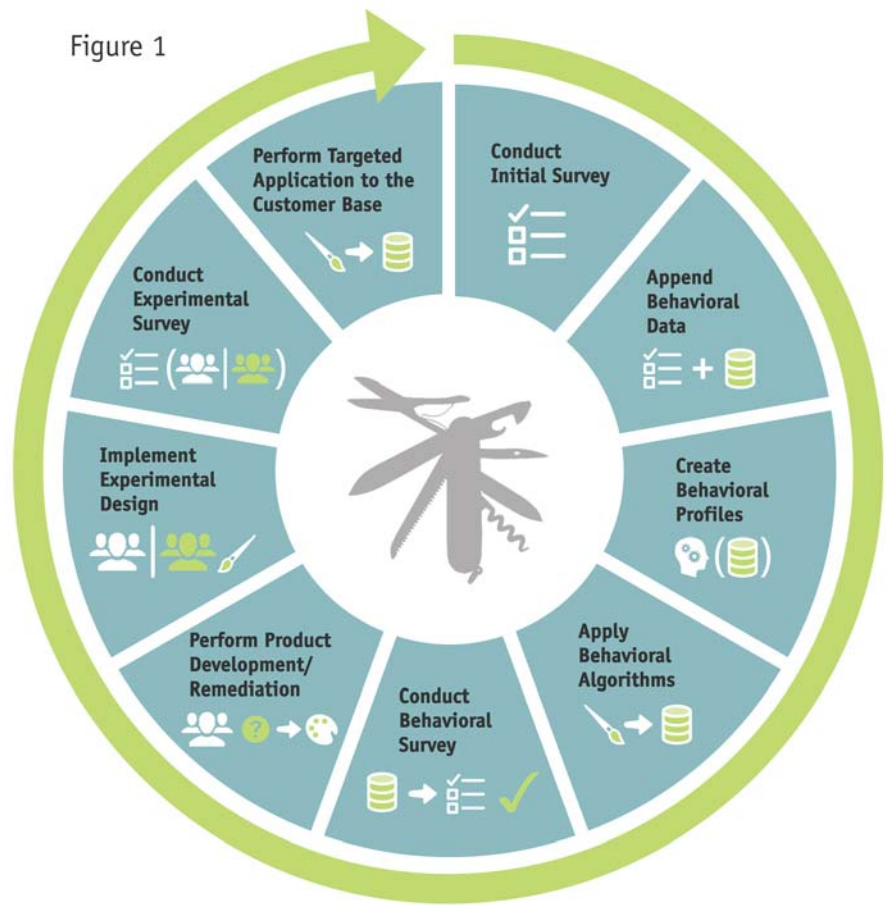 Figure 1
Conduct
Initial Survey
Append
Behavioral
Data
Create
Behavioral
Profiles
Apply
Behavioral
Algorithms
Conduct
Behavioral
Survey
Perform Product
Development/
Remediation
Implement
Experimental
Design
Conduct
Experimental
Survey
Perform Targeted
Application to the
Customer Base